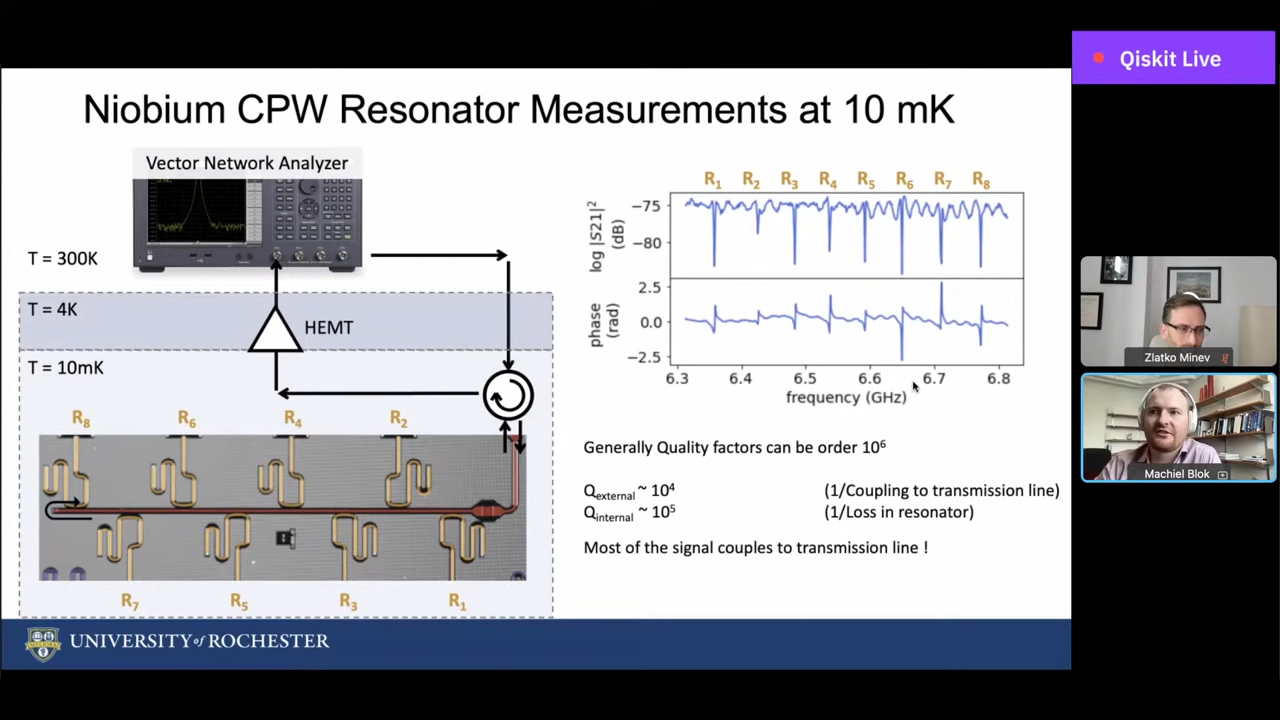 Qiskit Live
Niobium CPW Resonator Measurements at 10 mK
Vector Network Analyzer
T = 300K
T = 4K
HEMT
T = 10mK
R8 R6 R4 R2
R7 R5 R3 R1
R1 R2 R3 R4 R5 R6 R7 R8
log |S21|²
(dB)
−75
−80
phase
(rad)
2.5
0.0
−2.5
6.3 6.4 6.5 6.6 6.7 6.8
frequency (GHz)
Generally Quality factors can be order 10⁶
Qexternal ~ 10⁴ (1/Coupling to transmission line)
Qinternal ~ 10⁵ (1/Loss in resonator)
Most of the signal couples to transmission line !
UNIVERSITY of ROCHESTER
Zlatko Minev
Machiel Blok